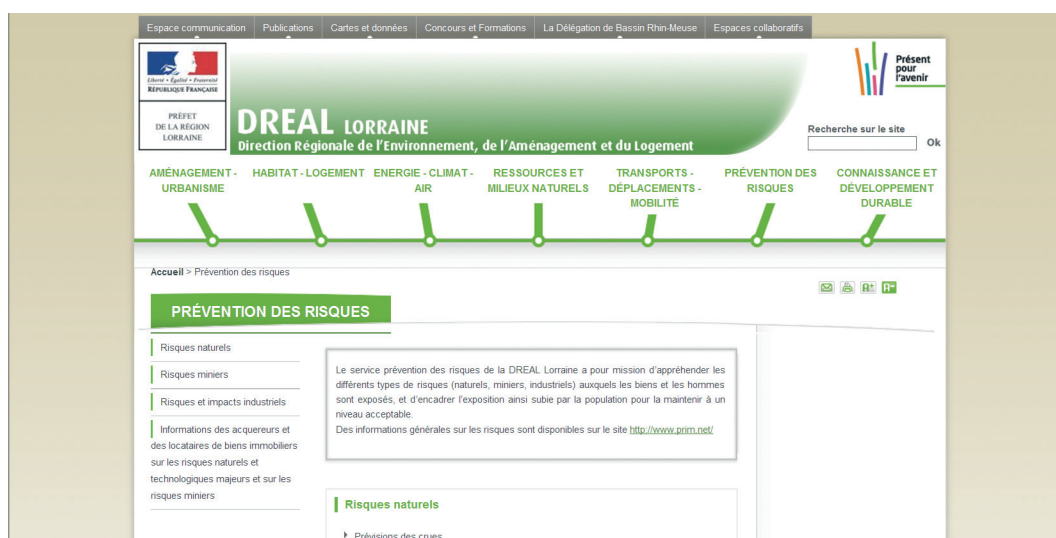 Espace communication Publications Cartes et données Concours et Formations La Délégation de Bassin Rhin-Meuse Espaces collaboratifs
Liberté • Égalité • Fraternité
RÉPUBLIQUE FRANÇAISE
PRÉFET
DE LA RÉGION
LORRAINE
DREAL LORRAINE
Direction Régionale de l'Environnement, de l'Aménagement et du Logement
Présent
pour
l'avenir
Recherche sur le site
Ok
AMÉNAGEMENT -
URBANISME
HABITAT - LOGEMENT
ENERGIE - CLIMAT -
AIR
RESSOURCES ET
MILIEUX NATURELS
TRANSPORTS -
DÉPLACEMENTS -
MOBILITÉ
PRÉVENTION DES
RISQUES
CONNAISSANCE ET
DÉVELOPPEMENT
DURABLE
Accueil > Prévention des risques
A+ A-
PRÉVENTION DES RISQUES
Risques naturels
Risques miniers
Risques et impacts industriels
Informations des acquereurs et
des locataires de biens immobiliers
sur les risques naturels et
technologiques majeurs et sur les
risques miniers
Le service prévention des risques de la DREAL Lorraine a pour mission d'appréhender les
différents types de risques (naturels, miniers, industriels) auxquels les biens et les hommes
sont exposés, et d'encadrer l'exposition ainsi subie par la population pour la maintenir à un
niveau acceptable.
Des informations générales sur les risques sont disponibles sur le site http://www.prim.net/
Risques naturels
Prévisions des crues